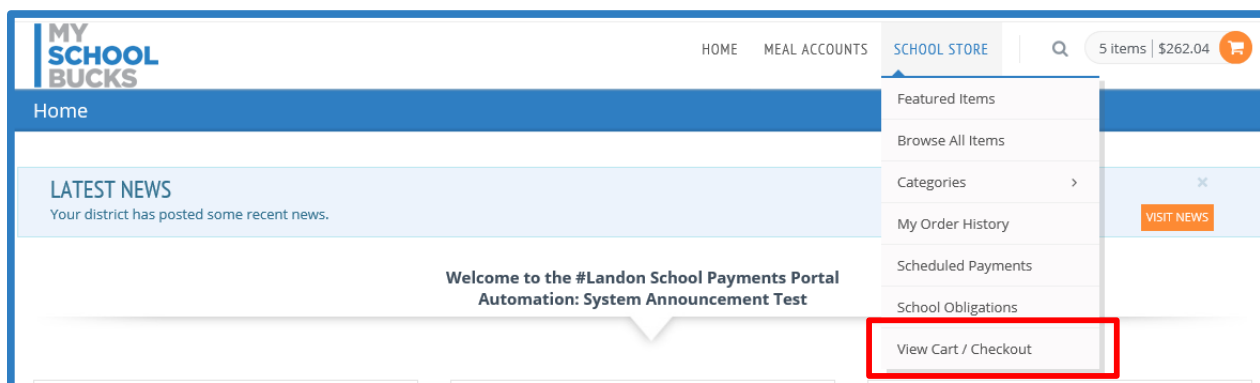 MY
SCHOOL
BUCKS
HOME MEAL ACCOUNTS SCHOOL STORE 5 items | $262.04
Home
Featured Items
Browse All Items
Categories
My Order History
Scheduled Payments
School Obligations
View Cart / Checkout
LATEST NEWS
Your district has posted some recent news.
VISIT NEWS
Welcome to the #Landon School Payments Portal
Automation: System Announcement Test